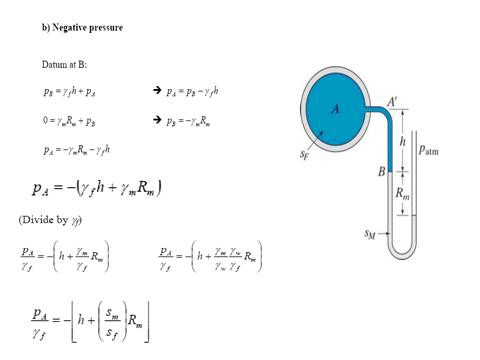 b) Negative pressure
Datum at B:
p_B = γ_f h + p_A ➔ p_A = p_B − γ_f h
0 = γ_m R_m + p_B ➔ p_B = −γ_m R_m
p_A = −γ_m R_m − γ_f h
p_A = −(γ_f h + γ_m R_m)
(Divide by γ_f)
p_A/γ_f = −(h + γ_m/γ_f R_m) p_A/γ_f = −(h + γ_m/γ_w γ_w/γ_f R_m)
p_A/γ_f = −⌊h + (s_m/s_f) R_m⌋
A
A'
h
p_atm
s_F
B
R_m
s_M